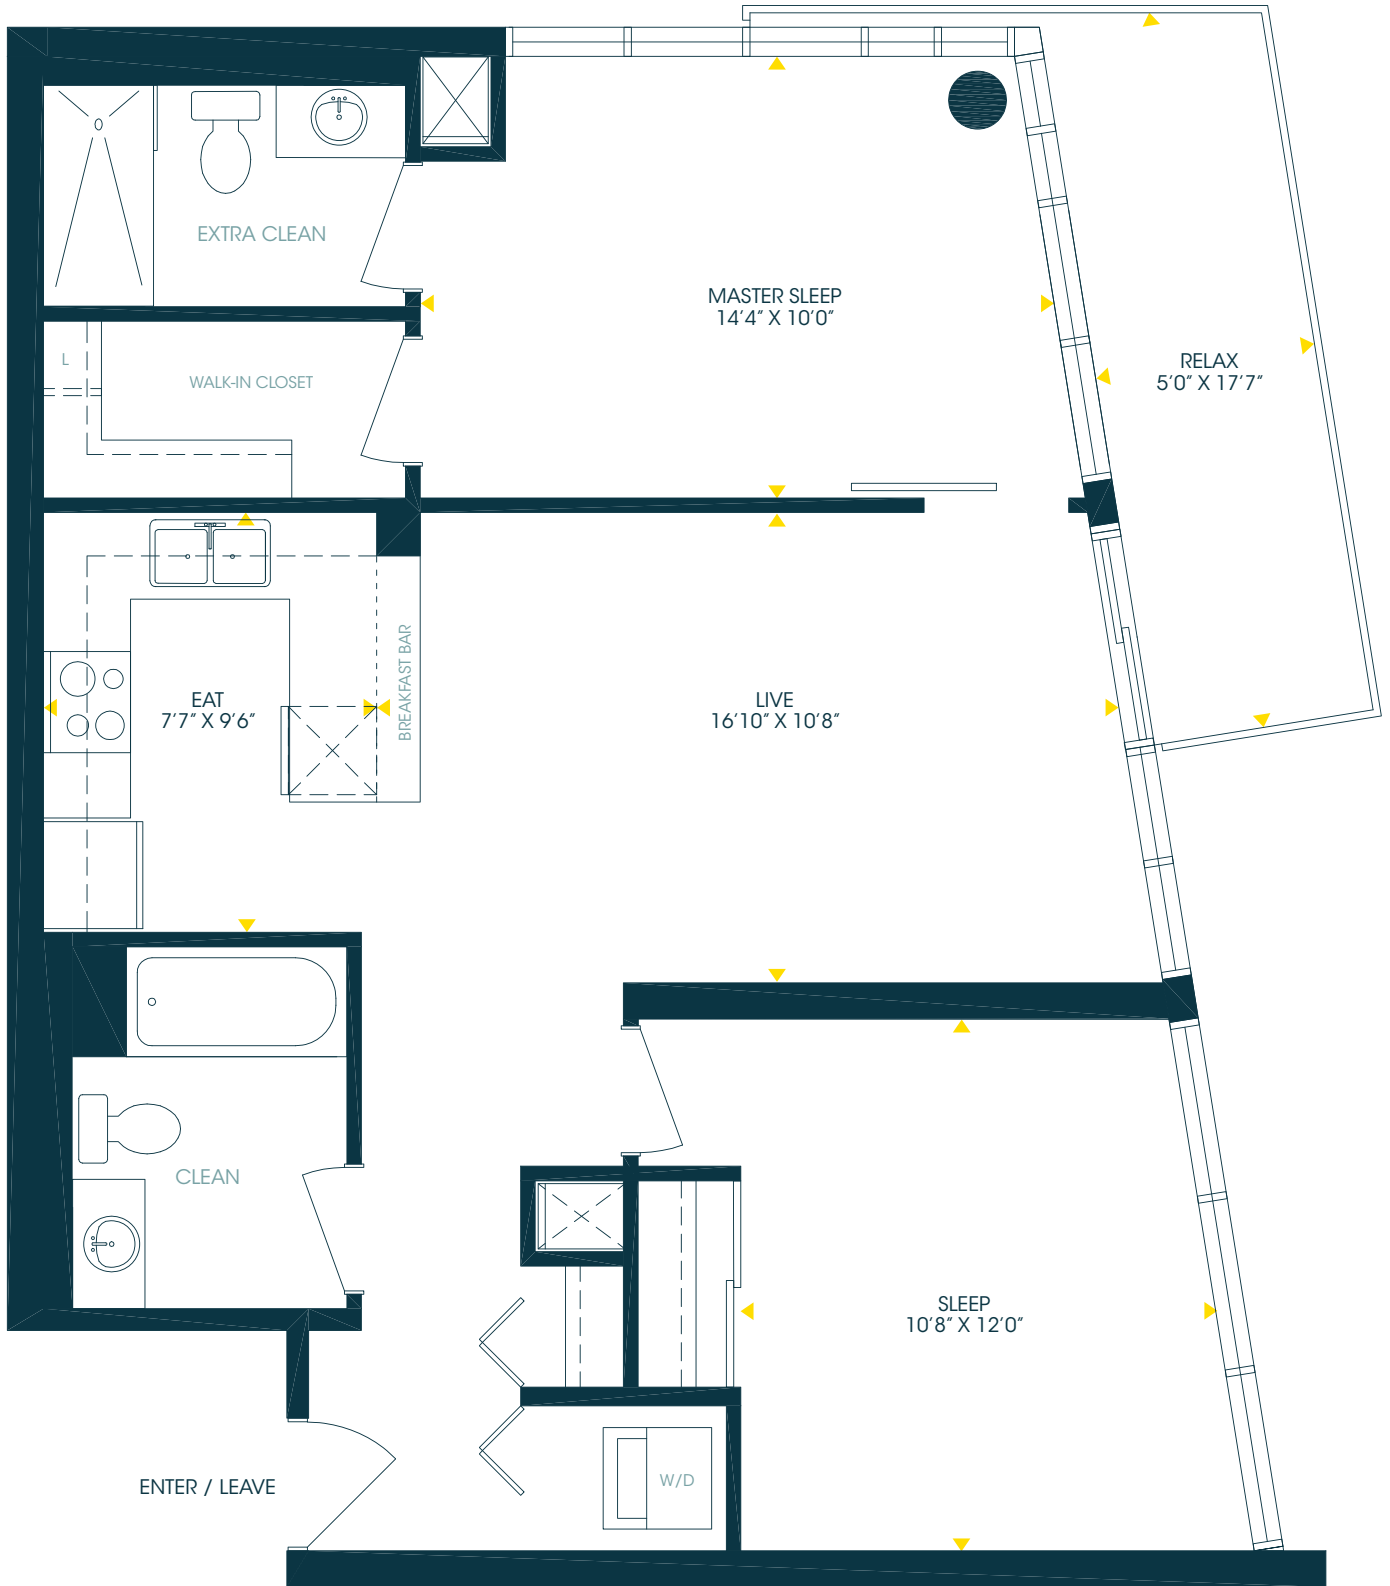 EXTRA CLEAN
MASTER SLEEP
14'4" X 10'0"
RELAX
5'0" X 17'7"
L
WALK-IN CLOSET
EAT
7'7" X 9'6"
BREAKFAST BAR
LIVE
16'10" X 10'8"
CLEAN
SLEEP
10'8" X 12'0"
ENTER / LEAVE
W/D